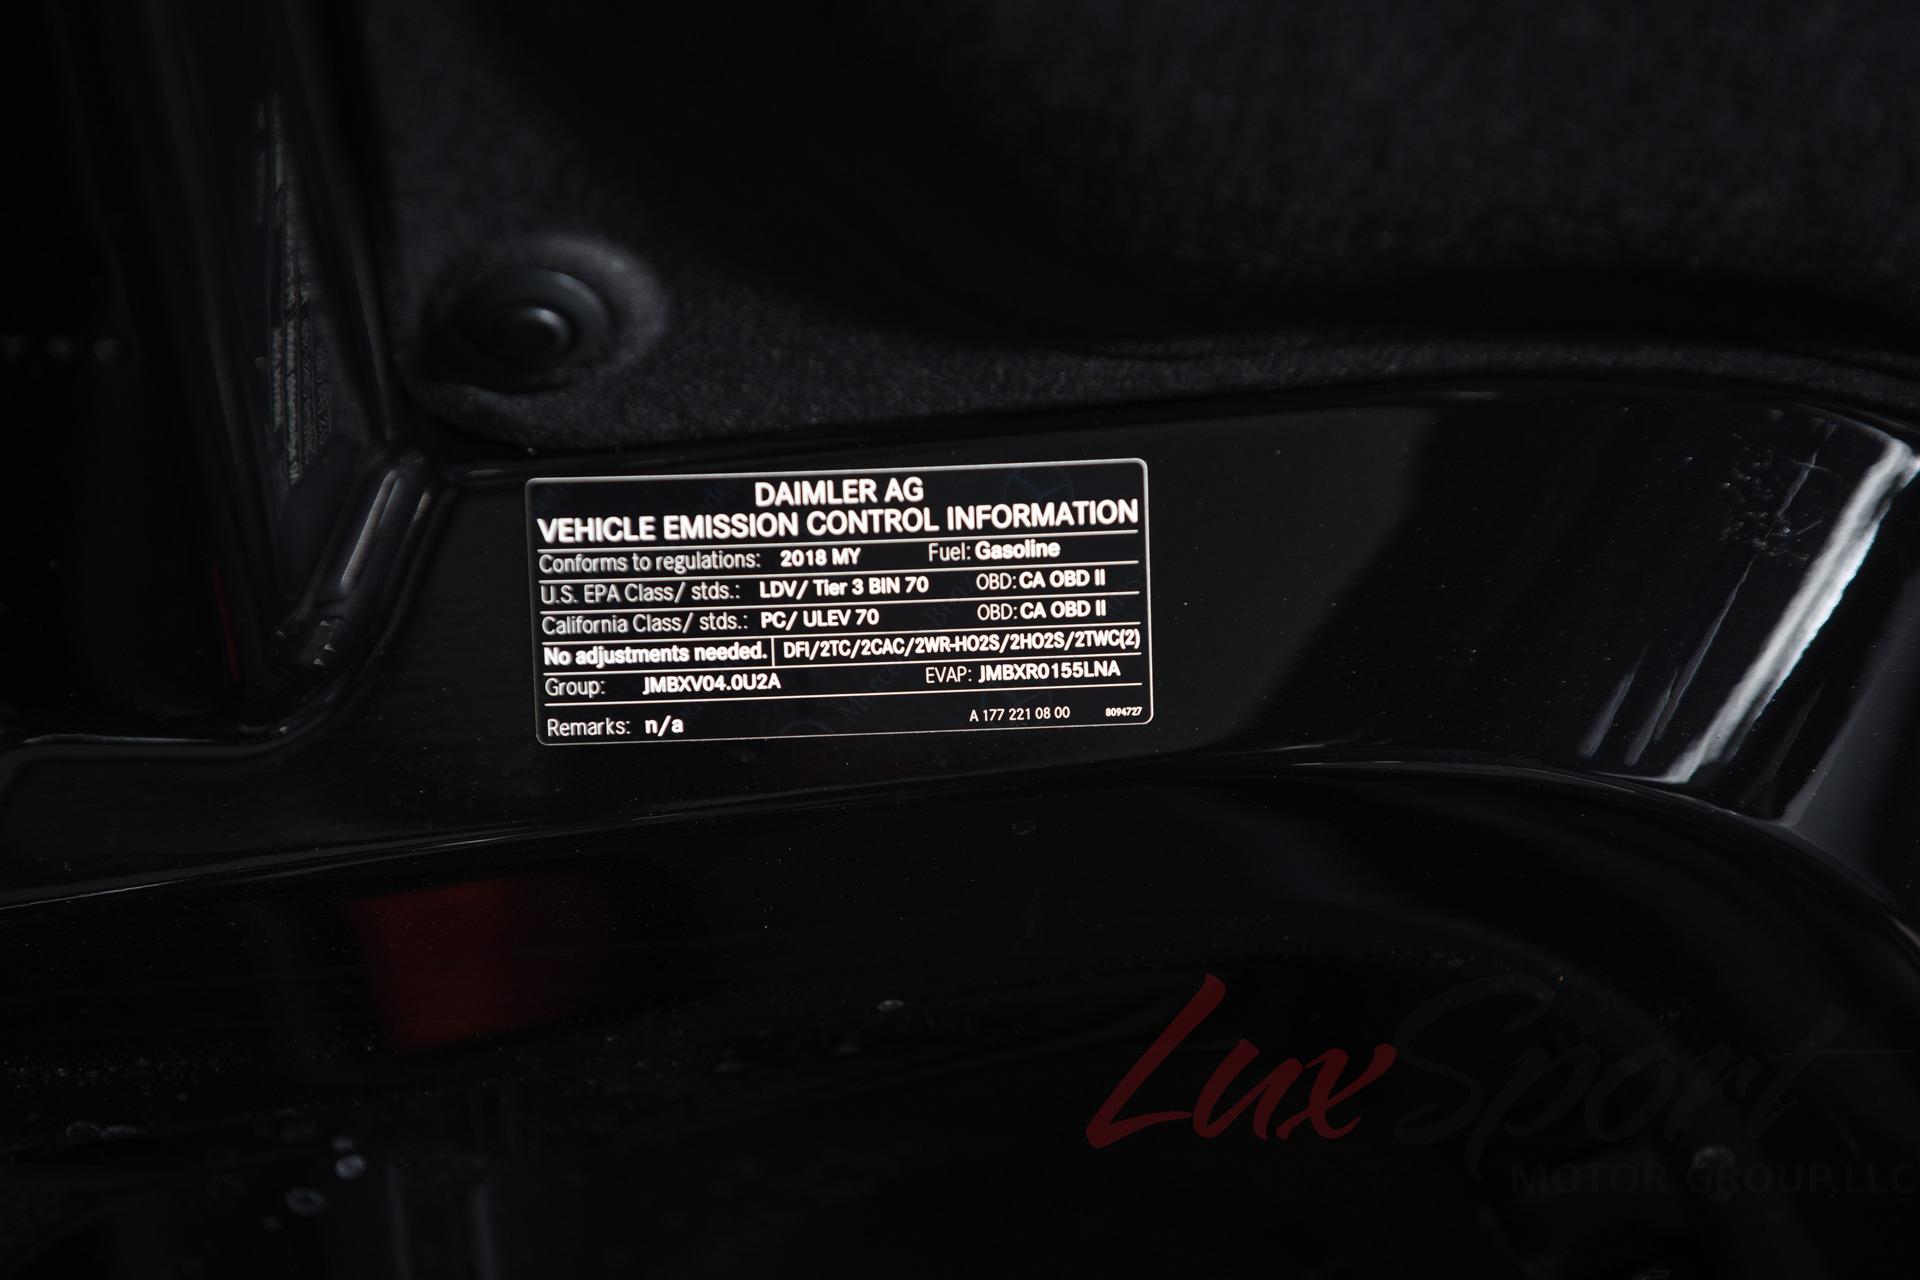 DAIMLER AG
VEHICLE EMISSION CONTROL INFORMATION
Conforms to regulations: 2018 MY Fuel: Gasoline
U.S. EPA Class/ stds.: LDV/ Tier 3 BIN 70 OBD: CA OBD II
California Class/ stds.: PC/ ULEV 70 OBD: CA OBD II
No adjustments needed. DFI/2TC/2CAC/2WR-HO2S/2HO2S/2TWC(2)
Group: JMBXV04.0U2A EVAP: JMBXR0155LNA
Remarks: n/a A 177 221 08 00 8094727
LuxSport
MOTOR GROUP, LLC